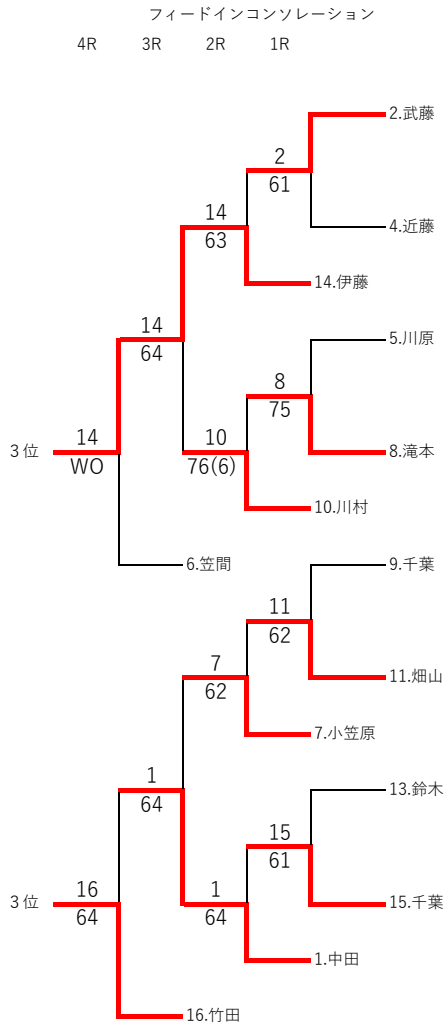 フィードインコンソレーション
4R 3R 2R 1R
2.武藤
2
61
14
63
4.近藤
14.伊藤
14
64
5.川原
8
75
14
WO
3位
10
76(6)
8.滝本
10.川村
6.笠間
9.千葉
11
62
7
62
11.畑山
7.小笠原
1
64
13.鈴木
15
61
16
64
3位
1
64
15.千葉
1.中田
16.竹田